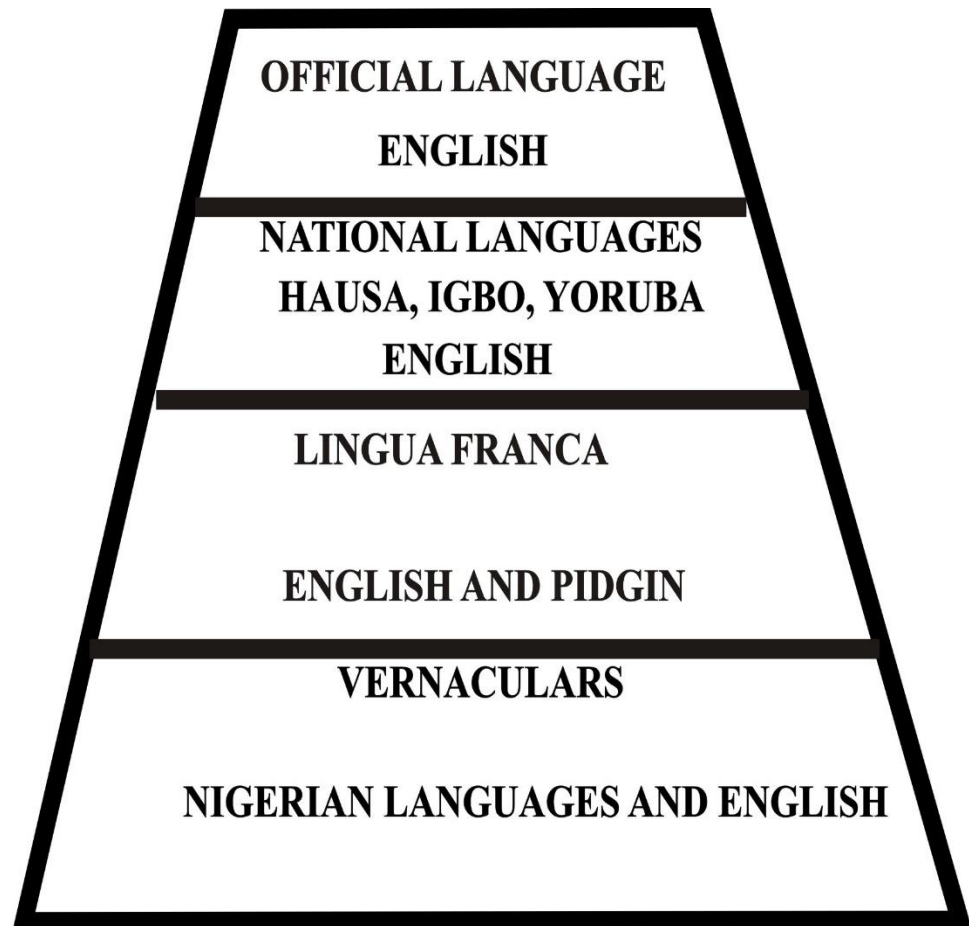 OFFICIAL LANGUAGE
ENGLISH
NATIONAL LANGUAGES
HAUSA, IGBO, YORUBA
ENGLISH
LINGUA FRANCA
ENGLISH AND PIDGIN
VERNACULARS
NIGERIAN LANGUAGES AND ENGLISH